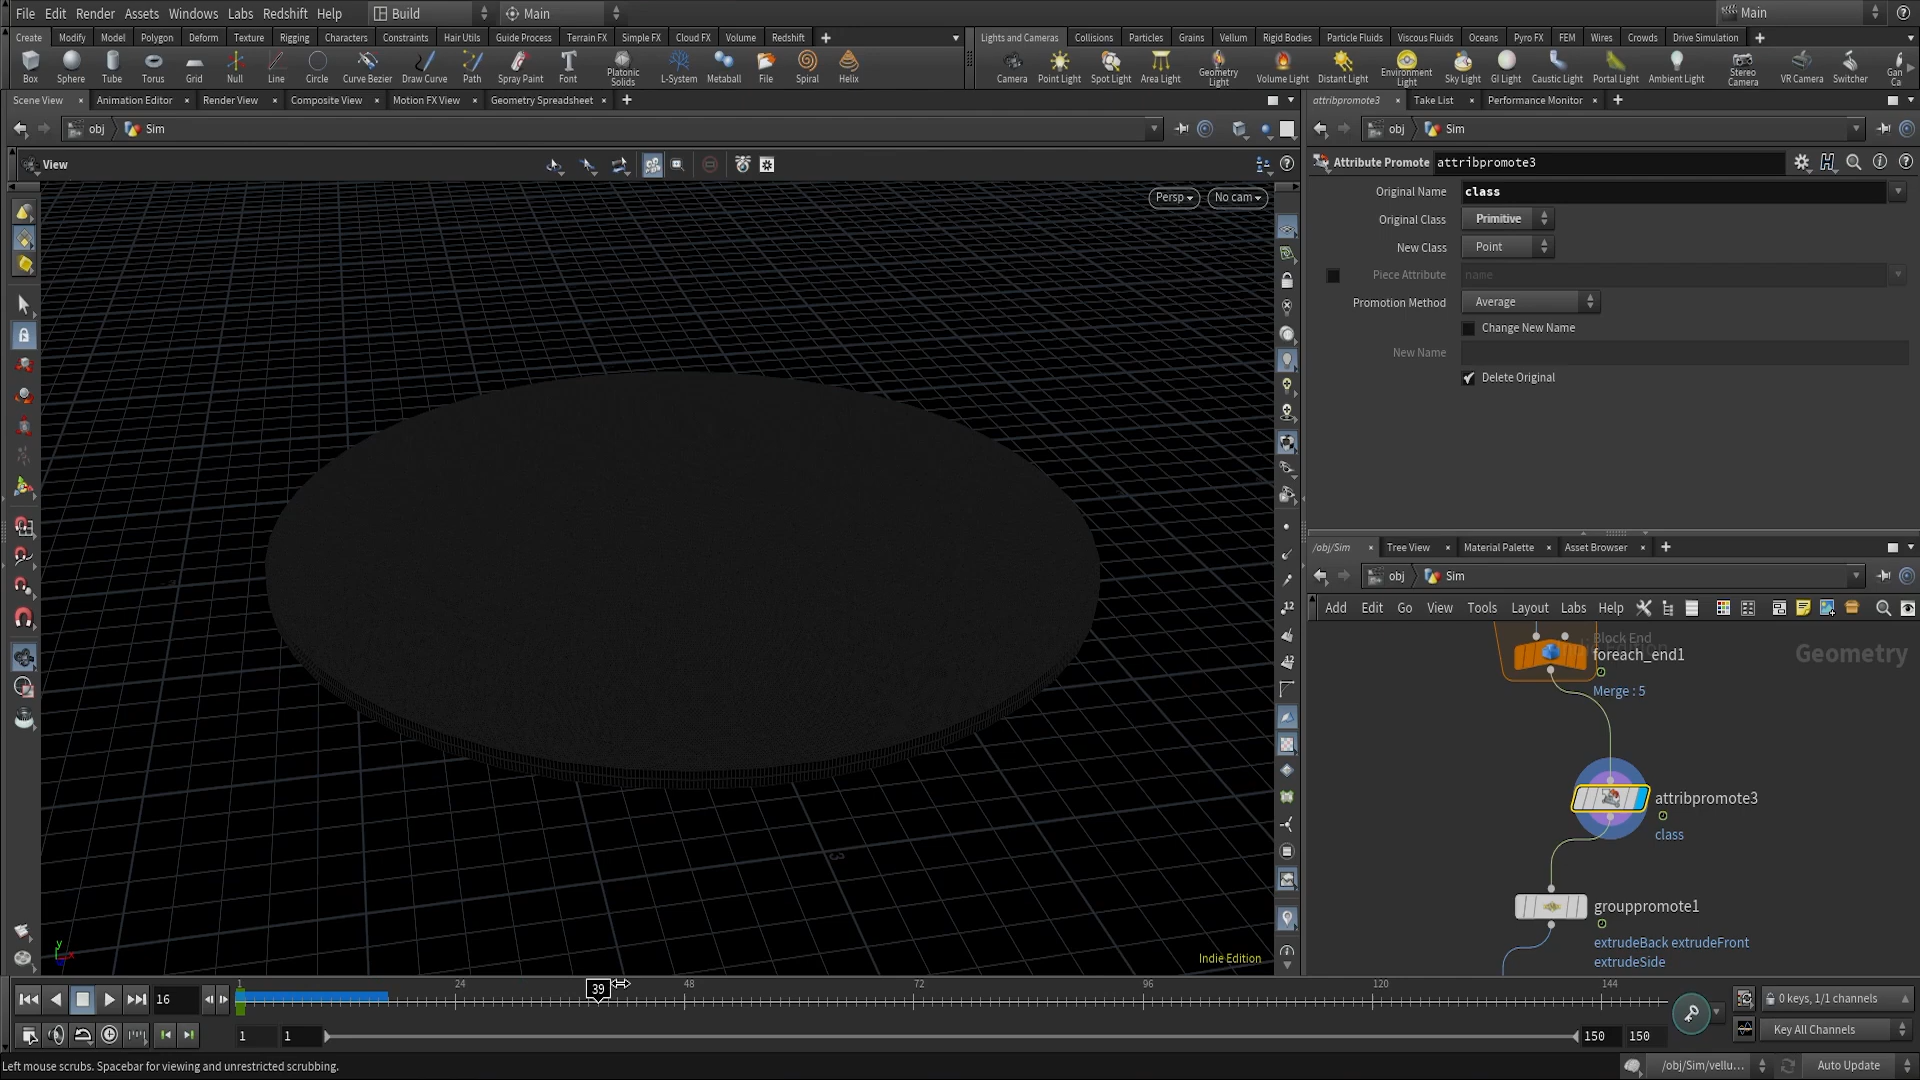 File Edit Render Assets Windows Labs Redshift Help Build Main Main
Create Modify Model Polygon Deform Texture Rigging Characters Constraints Hair Utils Guide Process Terrain FX Simple FX Cloud FX Volume Redshift
Lights and Cameras Collisions Particles Grains Vellum Rigid Bodies Particle Fluids Viscous Fluids Oceans Pyro FX FEM Wires Crowds Drive Simulation
Box Sphere Tube Torus Grid Null Line Circle Curve Bezier Draw Curve Path Spray Paint Font Platonic Solids L-System Metaball File Spiral Helix
Camera Point Light Spot Light Area Light Geometry Light Volume Light Distant Light Environment Light Sky Light GI Light Caustic Light Portal Light Ambient Light Stereo Camera VR Camera Switcher
Scene View Animation Editor Render View Composite View Motion FX View Geometry Spreadsheet
attribpromote3 Take List Performance Monitor
obj Sim
obj Sim
View
Persp No cam
Attribute Promote attribpromote3
Original Name class
Original Class Primitive
New Class Point
Piece Attribute name
Promotion Method Average
Change New Name
New Name
Delete Original
/obj/Sim Tree View Material Palette Asset Browser
obj Sim
Add Edit Go View Tools Layout Labs Help
Block End
foreach_end1
Merge : 5
Geometry
attribpromote3
class
grouppromote1
extrudeBack extrudeFront
extrudeSide
Indie Edition
16 1 24 39 48 72 96 120 144
0 keys, 1/1 channels
1 1 150 150
Key All Channels
Left mouse scrubs. Spacebar for viewing and unrestricted scrubbing.
/obj/Sim/vellu... Auto Update